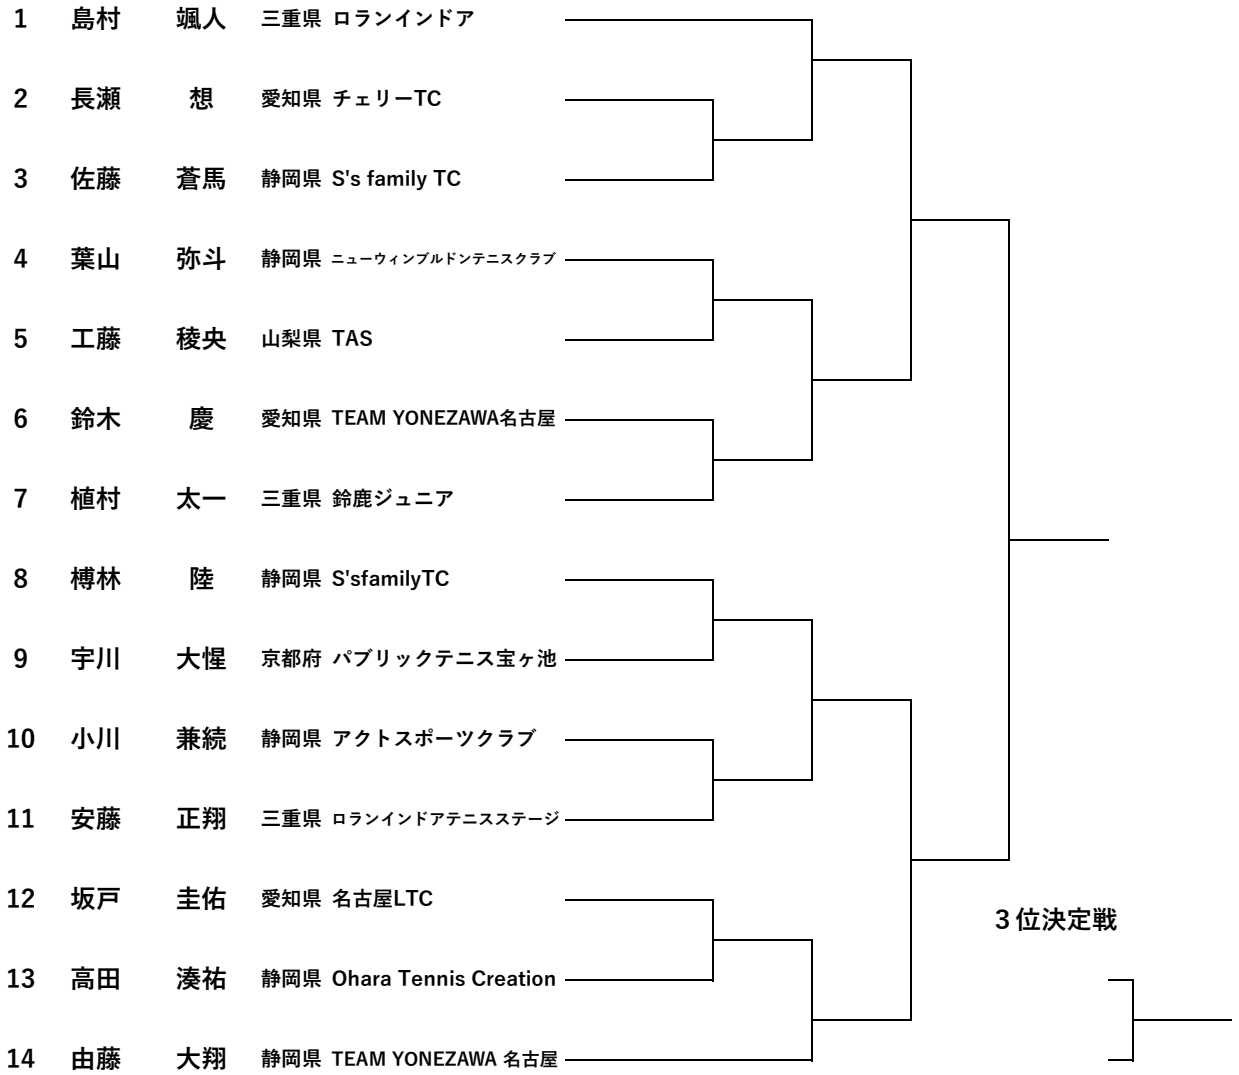 1 島村 颯人 三重県 ロランインドア
2 長瀬 想 愛知県 チェリーTC
3 佐藤 蒼馬 静岡県 S's family TC
4 葉山 弥斗 静岡県 ニューウィンブルドンテニスクラブ
5 工藤 稜央 山梨県 TAS
6 鈴木 慶 愛知県 TEAM YONEZAWA名古屋
7 植村 太一 三重県 鈴鹿ジュニア
8 榑林 陸 静岡県 S'sfamilyTC
9 宇川 大惺 京都府 パブリックテニス宝ヶ池
10 小川 兼続 静岡県 アクトスポーツクラブ
11 安藤 正翔 三重県 ロランインドアテニスステージ
12 坂戸 圭佑 愛知県 名古屋LTC
３位決定戦
13 高田 湊祐 静岡県 Ohara Tennis Creation
14 由藤 大翔 静岡県 TEAM YONEZAWA 名古屋